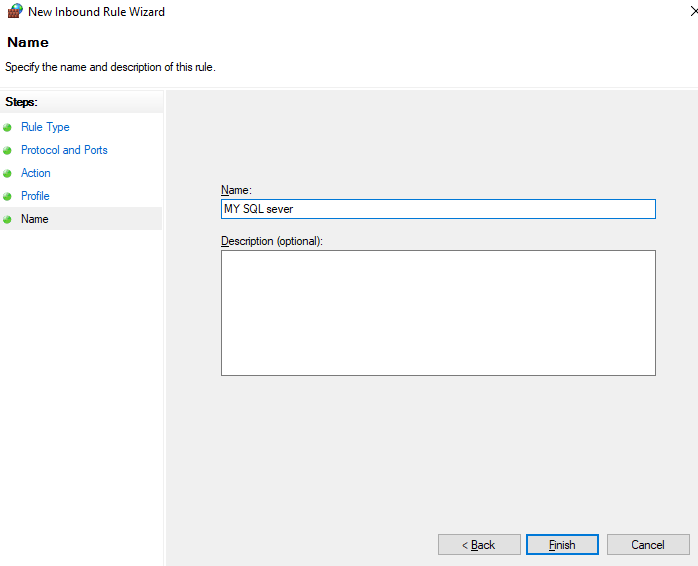 New Inbound Rule Wizard
Name
Specify the name and description of this rule.
Steps:
Rule Type
Protocol and Ports
Action
Profile
Name
Name:
MY SQL sever
Description (optional):
< Back
Finish
Cancel